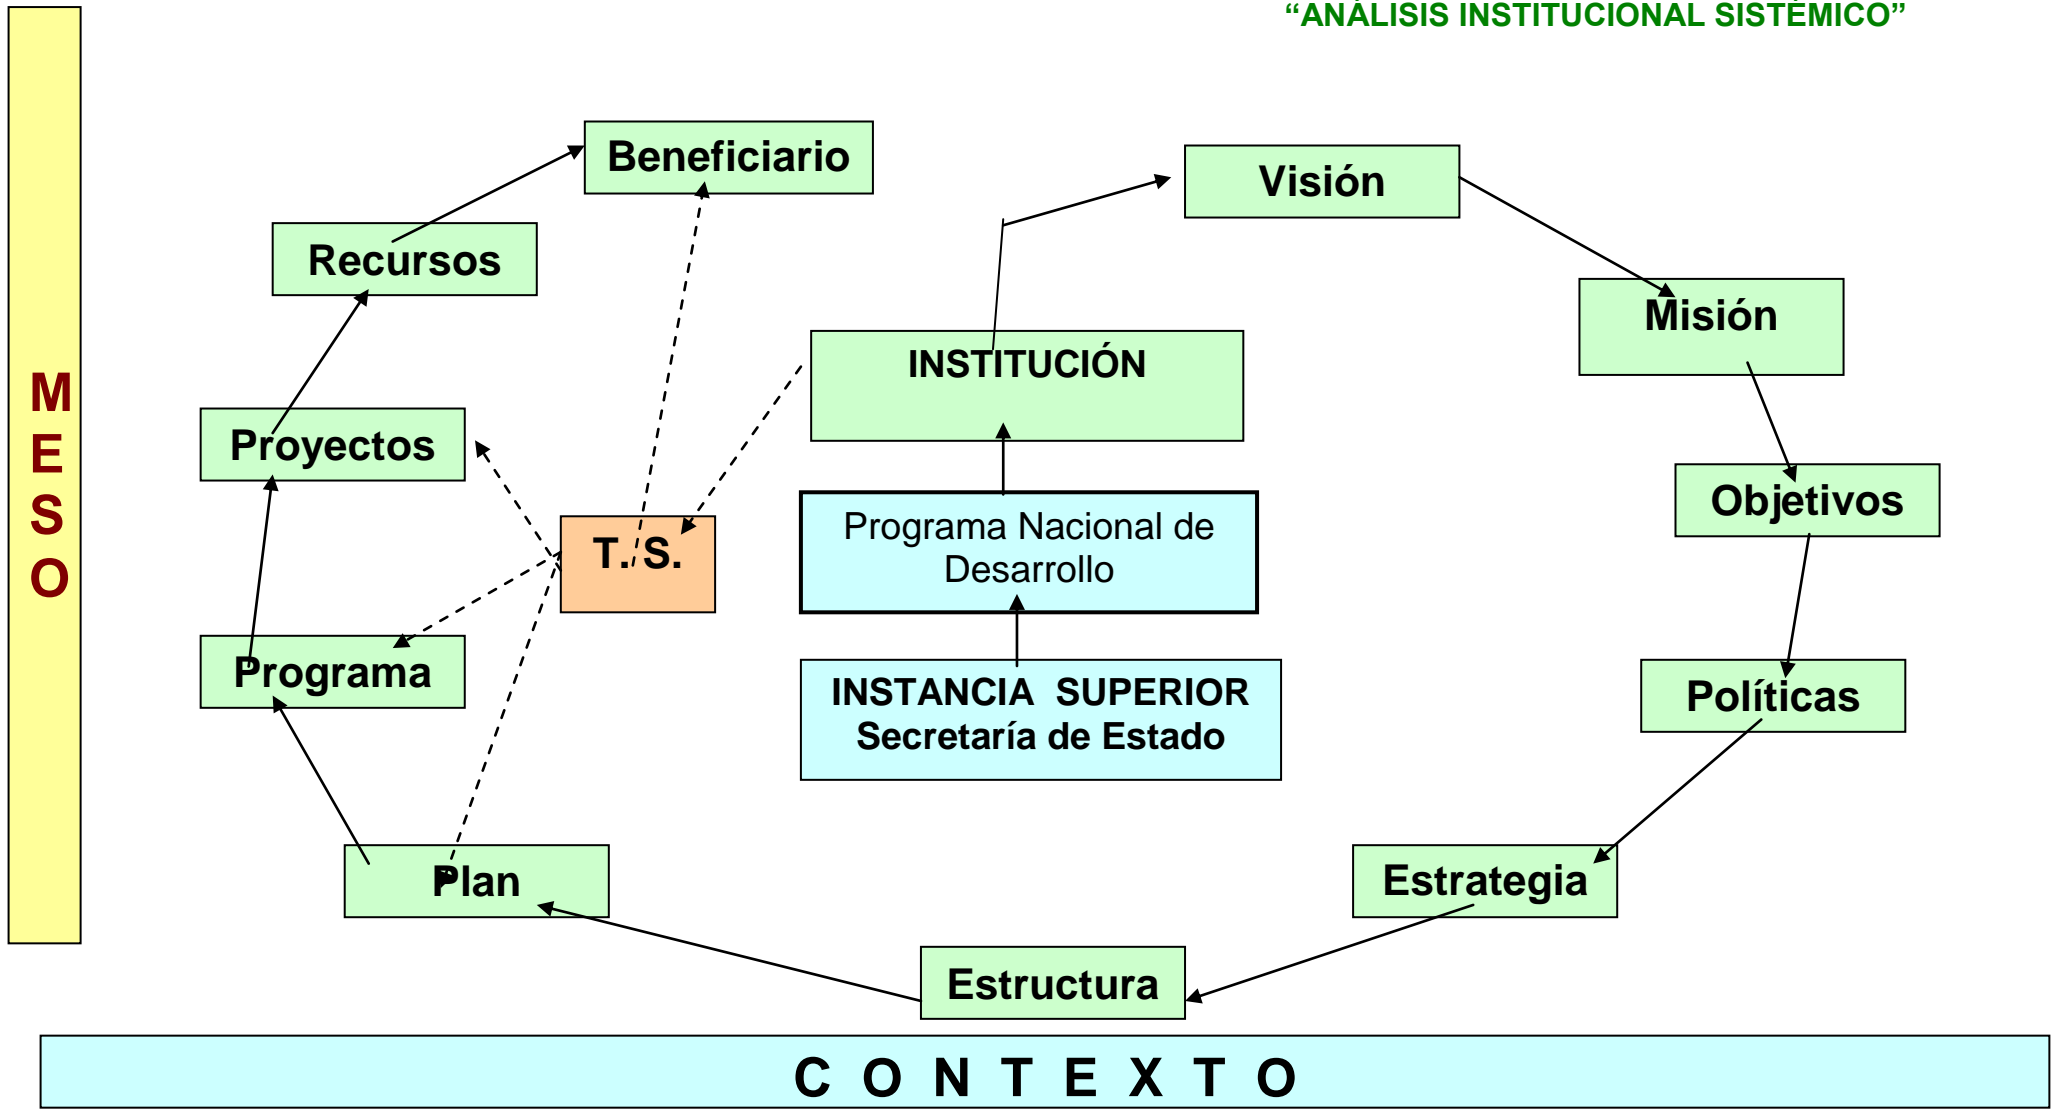 “ANÁLISIS INSTITUCIONAL SISTÉMICO”
Beneficiario
Visión
Recursos
Misión
INSTITUCIÓN
M
E
S
O
Proyectos
Objetivos
Programa Nacional de
Desarrollo
T. S.
Programa
INSTANCIA SUPERIOR
Secretaría de Estado
Políticas
Plan
Estrategia
Estructura
C O N T E X T O